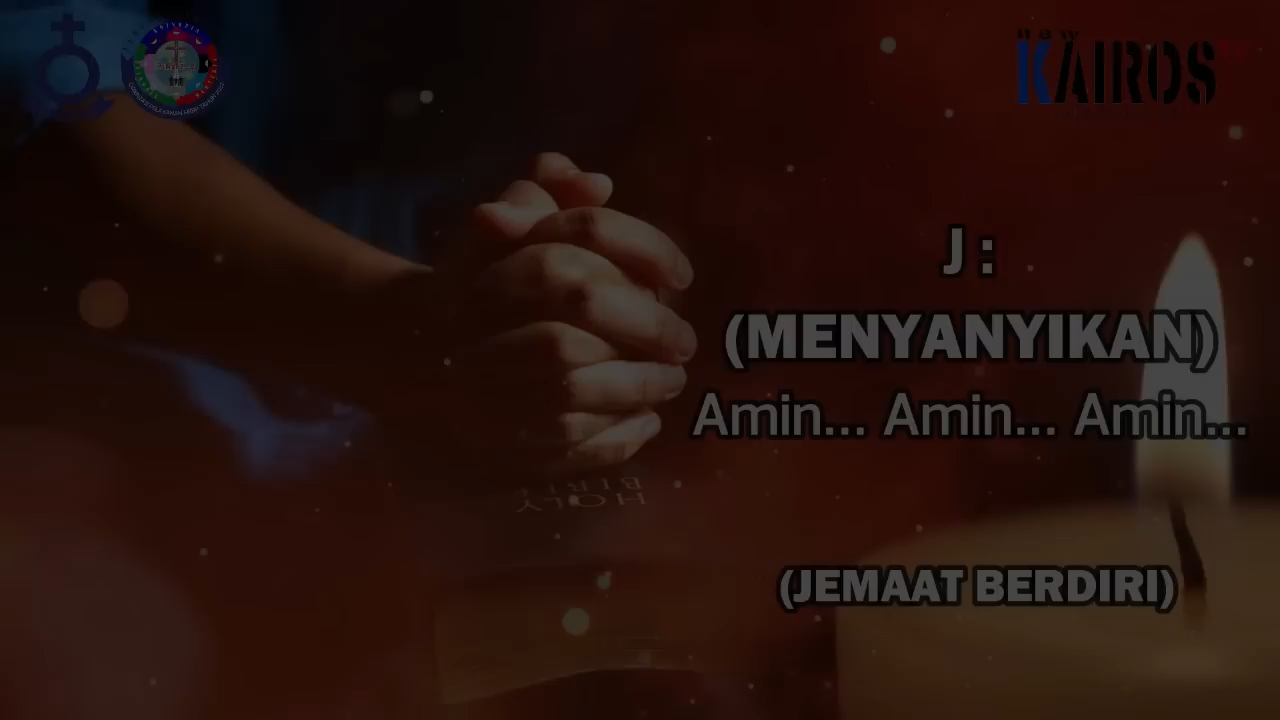 KAIROS
J :
(MENYANYIKAN)
Amin... Amin... Amin...
HOLY
BIBLE
(JEMAAT BERDIRI)